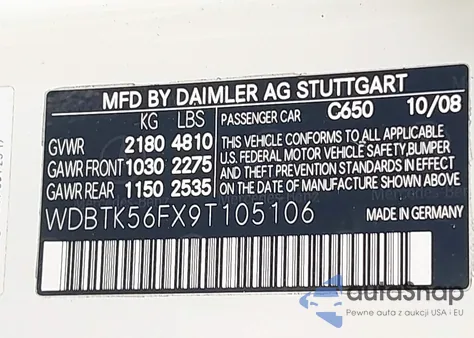 MFD BY DAIMLER AG STUTTGART
KG LBS
GVWR 2180 4810
GAWR FRONT 1030 2275
GAWR REAR 1150 2535
PASSENGER CAR C650 10/08
THIS VEHICLE CONFORMS TO ALL APPLICABLE
U.S. FEDERAL MOTOR VEHICLE SAFETY, BUMPER
AND THEFT PREVENTION STANDARDS IN EFFECT
ON THE DATE OF MANUFACTURE SHOWN ABOVE
WDBTK56FX9T105106
MADE IN GERMANY
autoSnap
Pewne auta z aukcji USA i EU